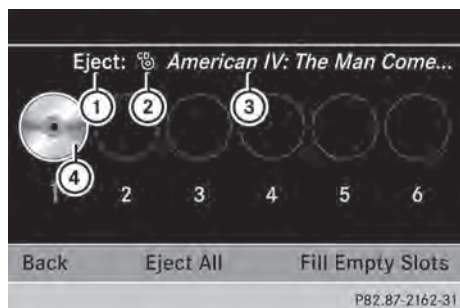 Eject: CD American IV: The Man Come...
1 2 3
4
1 2 3 4 5 6
Back Eject All Fill Empty Slots
P82.87-2162-31